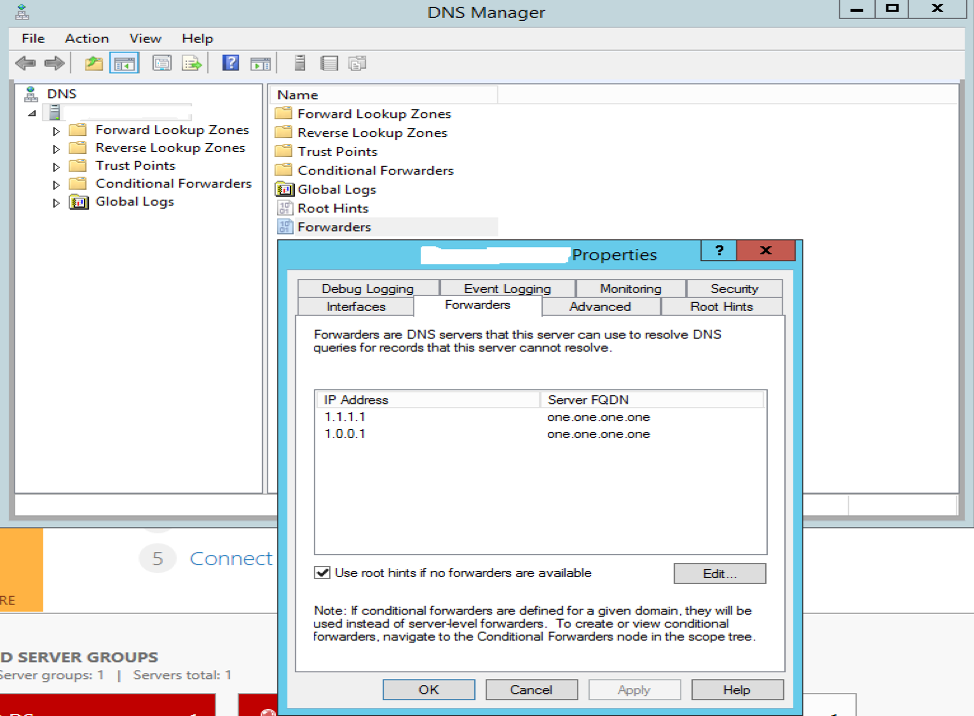 DNS Manager
File Action View Help
DNS
Forward Lookup Zones
Reverse Lookup Zones
Trust Points
Conditional Forwarders
Global Logs
Name
Forward Lookup Zones
Reverse Lookup Zones
Trust Points
Conditional Forwarders
Global Logs
Root Hints
Forwarders
Properties
?
Debug Logging Event Logging Monitoring Security
Interfaces Forwarders Advanced Root Hints
Forwarders are DNS servers that this server can use to resolve DNS
queries for records that this server cannot resolve.
IP Address Server FQDN
1.1.1.1 one.one.one.one
1.0.0.1 one.one.one.one
Use root hints if no forwarders are available Edit...
Note: If conditional forwarders are defined for a given domain, they will be
used instead of server-level forwarders. To create or view conditional
forwarders, navigate to the Conditional Forwarders node in the scope tree.
OK Cancel Apply Help
5 Connect
RE
D SERVER GROUPS
Server groups: 1 | Servers total: 1